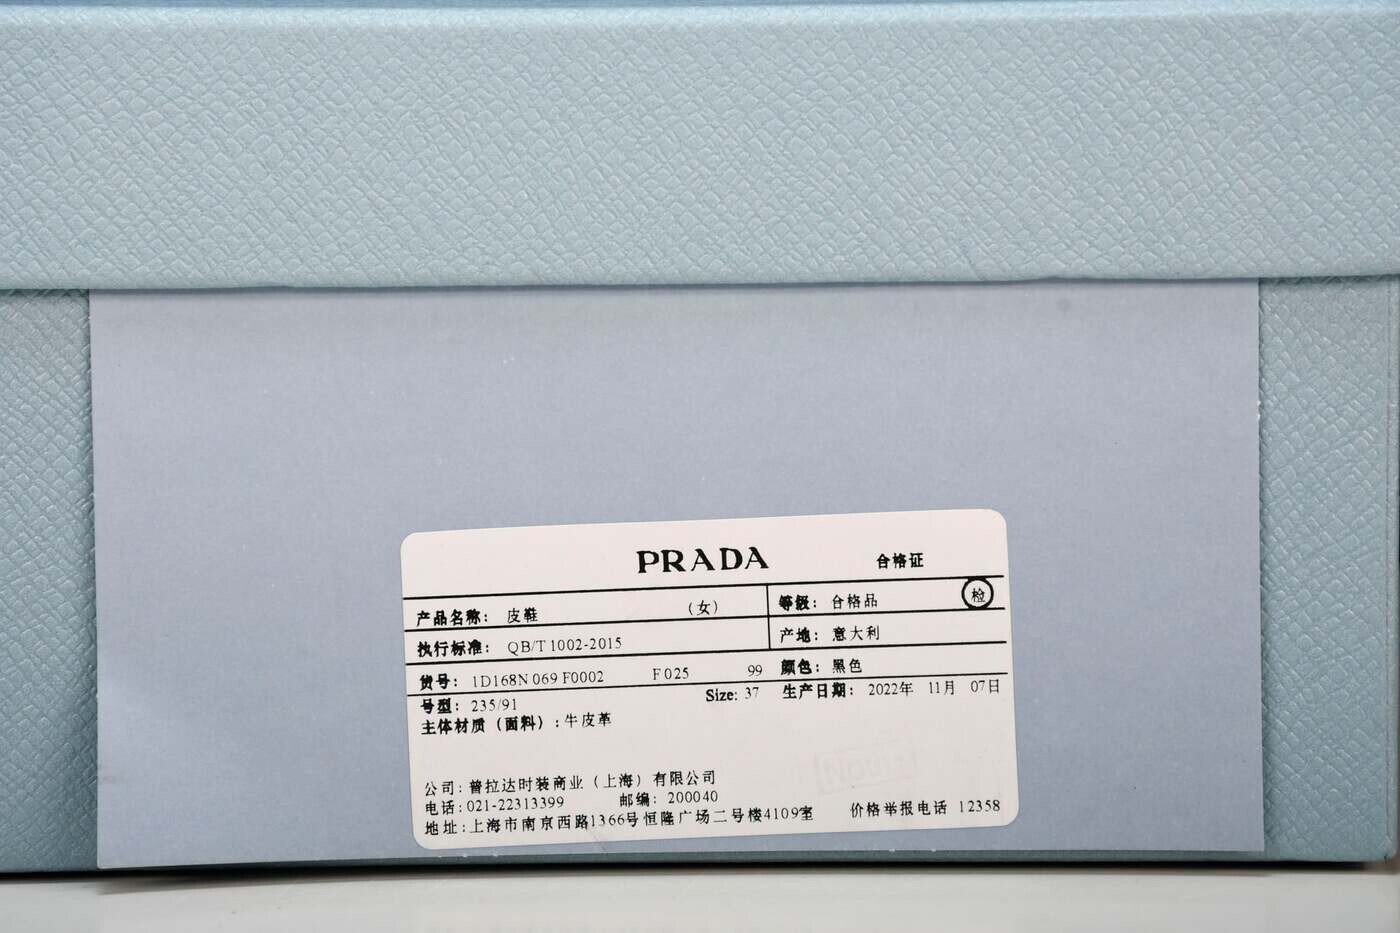 PRADA 合格证
产品名称： 皮鞋 （女） 等级： 合格品 检
执行标准： QB/T 1002-2015 产地： 意大利
货号： 1D168N 069 F0002 F 025 99 颜色： 黑色
号型： 235/91 Size: 37 生产日期： 2022年 11月 07日
主体材质（面料）: 牛皮革
公司: 普拉达时装商业（上海）有限公司
电话: 021-22313399 邮编: 200040
地址: 上海市南京西路1366号恒隆广场二号楼4109室 价格举报电话 12358